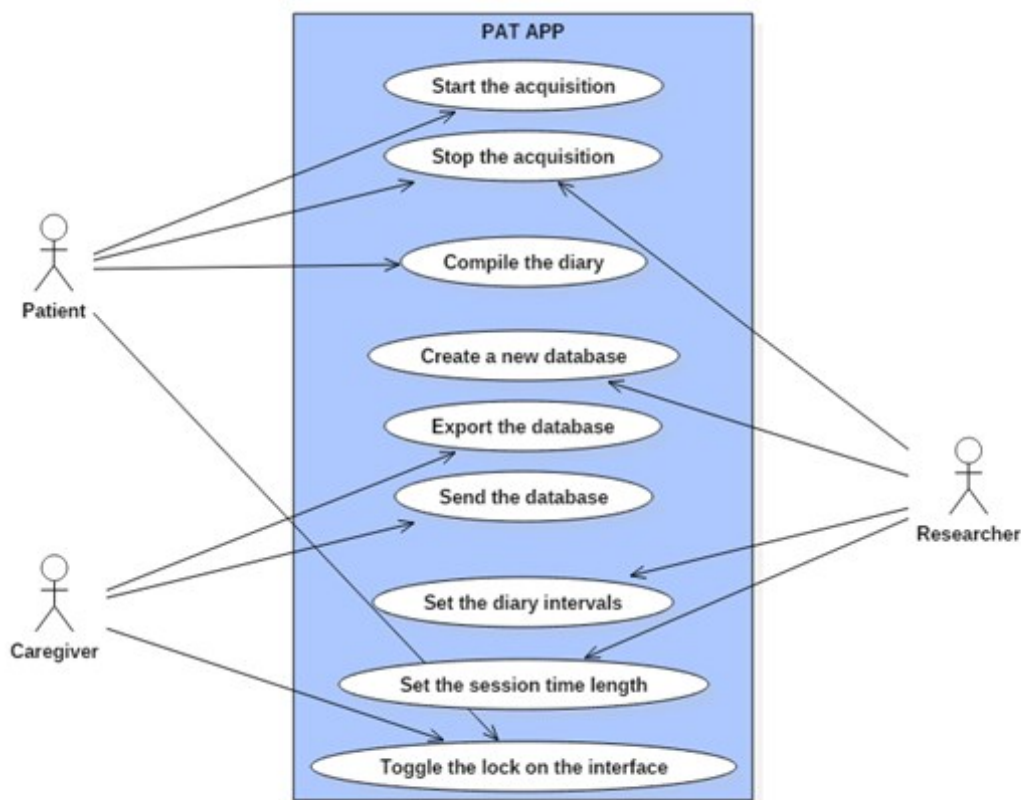 PAT APP
Start the acquisition
Stop the acquisition
Compile the diary
Patient
Create a new database
Export the database
Send the database
Researcher
Set the diary intervals
Caregiver
Set the session time length
Toggle the lock on the interface